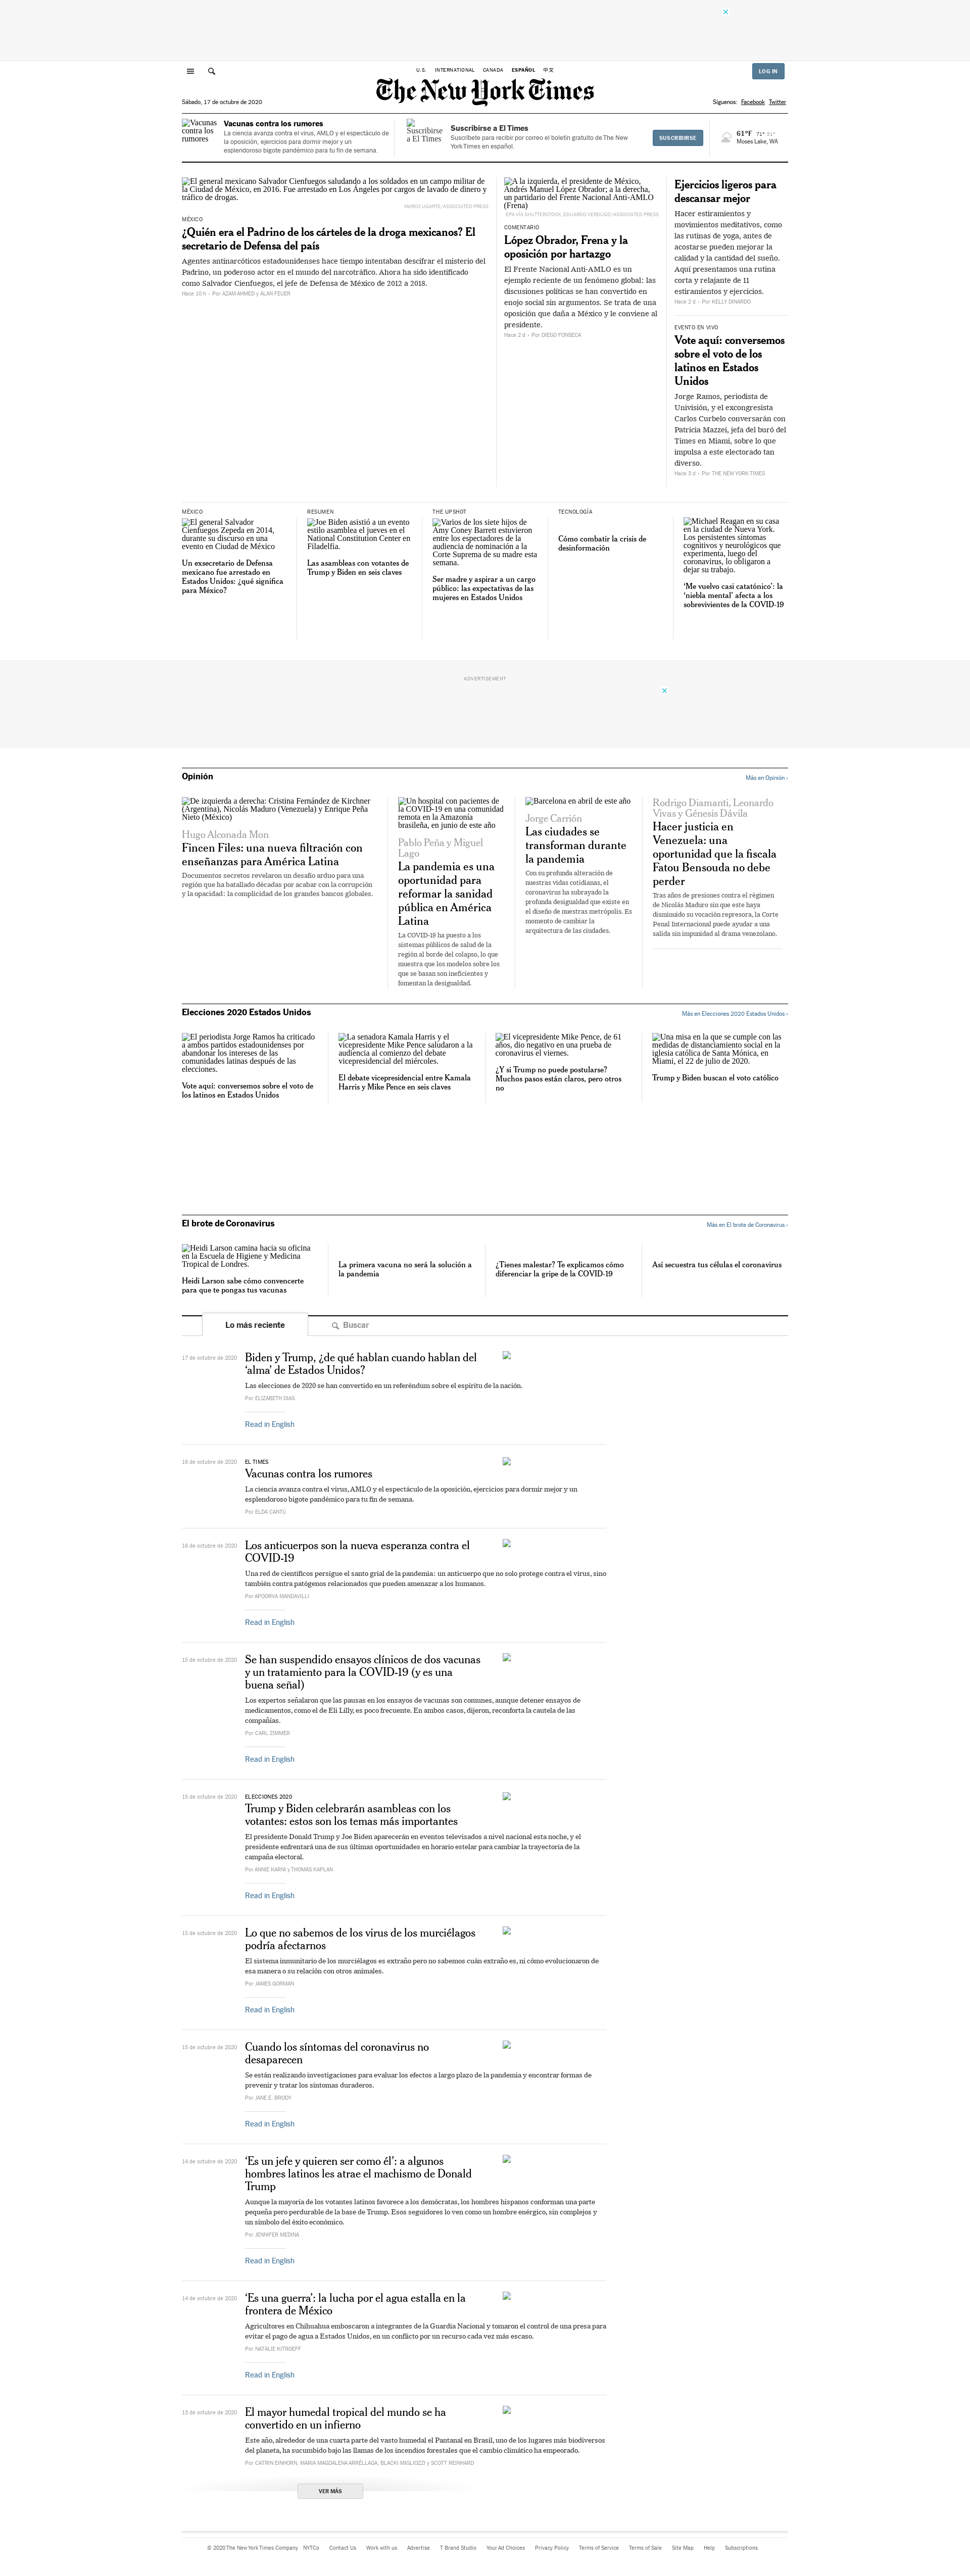 U.S. INTERNATIONAL CANADA ESPAÑOL 中文
LOG IN
The New York Times
Sábado, 17 de octubre de 2020
Síguenos: Facebook Twitter
Vacunas contra los rumores
Vacunas contra los rumores
La ciencia avanza contra el virus, AMLO y el espectáculo de
la oposición, ejercicios para dormir mejor y un
esplendoroso bigote pandémico para tu fin de semana.
Suscribirse a El Times
Suscribirse a El Times
Suscríbete para recibir por correo el boletín gratuito de The New
York Times en español.
SUSCRIBIRSE
61°F 71° 51°
Moses Lake, WA
El general mexicano Salvador Cienfuegos saludando a los soldados en un campo militar de
la Ciudad de México, en 2016. Fue arrestado en Los Ángeles por cargos de lavado de dinero y
tráfico de drogas.
MARCO UGARTE/ASSOCIATED PRESS
MÉXICO
¿Quién era el Padrino de los cárteles de la droga mexicanos? El
secretario de Defensa del país
Agentes antinarcóticos estadounidenses hace tiempo intentaban descifrar el misterio del
Padrino, un poderoso actor en el mundo del narcotráfico. Ahora ha sido identificado
como Salvador Cienfuegos, el jefe de Defensa de México de 2012 a 2018.
Hace 10 h - Por AZAM AHMED y ALAN FEUER
A la izquierda, el presidente de México,
Andrés Manuel López Obrador; a la derecha,
un partidario del Frente Nacional Anti-AMLO
(Frena)
EPA VÍA SHUTTERSTOCK; EDUARDO VERDUGO/ASSOCIATED PRESS
COMENTARIO
López Obrador, Frena y la
oposición por hartazgo
El Frente Nacional Anti-AMLO es un
ejemplo reciente de un fenómeno global: las
discusiones políticas se han convertido en
enojo social sin argumentos. Se trata de una
oposición que daña a México y le conviene al
presidente.
Hace 2 d - Por DIEGO FONSECA
Ejercicios ligeros para
descansar mejor
Hacer estiramientos y
movimientos meditativos, como
las rutinas de yoga, antes de
acostarse pueden mejorar la
calidad y la cantidad del sueño.
Aquí presentamos una rutina
corta y relajante de 11
estiramientos y ejercicios.
Hace 2 d - Por KELLY DINARDO
EVENTO EN VIVO
Vote aquí: conversemos
sobre el voto de los
latinos en Estados
Unidos
Jorge Ramos, periodista de
Univisión, y el excongresista
Carlos Curbelo conversarán con
Patricia Mazzei, jefa del buró del
Times en Miami, sobre lo que
impulsa a este electorado tan
diverso.
Hace 3 d - Por THE NEW YORK TIMES
MÉXICO
El general Salvador
Cienfuegos Zepeda en 2014,
durante su discurso en una
evento en Ciudad de México
Un exsecretario de Defensa
mexicano fue arrestado en
Estados Unidos: ¿qué significa
para México?
RESUMEN
Joe Biden asistió a un evento
estilo asamblea el jueves en el
National Constitution Center en
Filadelfia.
Las asambleas con votantes de
Trump y Biden en seis claves
THE UPSHOT
Varios de los siete hijos de
Amy Coney Barrett estuvieron
entre los espectadores de la
audiencia de nominación a la
Corte Suprema de su madre esta
semana.
Ser madre y aspirar a un cargo
público: las expectativas de las
mujeres en Estados Unidos
TECNOLOGÍA
Cómo combatir la crisis de
desinformación
Michael Reagan en su casa
en la ciudad de Nueva York.
Los persistentes síntomas
cognitivos y neurológicos que
experimenta, luego del
coronavirus, lo obligaron a
dejar su trabajo.
‘Me vuelvo casi catatónico’: la
‘niebla mental’ afecta a los
sobrevivientes de la COVID-19
ADVERTISEMENT
Opinión
Más en Opinión ›
De izquierda a derecha: Cristina Fernández de Kirchner
(Argentina), Nicolás Maduro (Venezuela) y Enrique Peña
Nieto (México)
Hugo Alconada Mon
Fincen Files: una nueva filtración con
enseñanzas para América Latina
Documentos secretos revelaron un desafío arduo para una
región que ha batallado décadas por acabar con la corrupción
y la opacidad: la complicidad de los grandes bancos globales.
Un hospital con pacientes de
la COVID-19 en una comunidad
remota en la Amazonía
brasileña, en junio de este año
Pablo Peña y Miguel
Lago
La pandemia es una
oportunidad para
reformar la sanidad
pública en América
Latina
La COVID-19 ha puesto a los
sistemas públicos de salud de la
región al borde del colapso, lo que
muestra que los modelos sobre los
que se basan son ineficientes y
fomentan la desigualdad.
Barcelona en abril de este año
Jorge Carrión
Las ciudades se
transforman durante
la pandemia
Con su profunda alteración de
nuestras vidas cotidianas, el
coronavirus ha subrayado la
profunda desigualdad que existe en
el diseño de nuestras metrópolis. Es
momento de cambiar la
arquitectura de las ciudades.
Rodrigo Diamanti, Leonardo
Vivas y Génesis Dávila
Hacer justicia en
Venezuela: una
oportunidad que la fiscala
Fatou Bensouda no debe
perder
Tras años de presiones contra el régimen
de Nicolás Maduro sin que este haya
disminuido su vocación represora, la Corte
Penal Internacional puede ayudar a una
salida sin impunidad al drama venezolano.
Elecciones 2020 Estados Unidos
Más en Elecciones 2020 Estados Unidos ›
El periodista Jorge Ramos ha criticado
a ambos partidos estadounidenses por
abandonar los intereses de las
comunidades latinas después de las
elecciones.
Vote aquí: conversemos sobre el voto de
los latinos en Estados Unidos
La senadora Kamala Harris y el
vicepresidente Mike Pence saludaron a la
audiencia al comienzo del debate
vicepresidencial del miércoles.
El debate vicepresidencial entre Kamala
Harris y Mike Pence en seis claves
El vicepresidente Mike Pence, de 61
años, dio negativo en una prueba de
coronavirus el viernes.
¿Y si Trump no puede postularse?
Muchos pasos están claros, pero otros
no
Una misa en la que se cumple con las
medidas de distanciamiento social en la
iglesia católica de Santa Mónica, en
Miami, el 22 de julio de 2020.
Trump y Biden buscan el voto católico
El brote de Coronavirus
Más en El brote de Coronavirus ›
Heidi Larson camina hacia su oficina
en la Escuela de Higiene y Medicina
Tropical de Londres.
Heidi Larson sabe cómo convencerte
para que te pongas tus vacunas
La primera vacuna no será la solución a
la pandemia
¿Tienes malestar? Te explicamos cómo
diferenciar la gripe de la COVID-19
Así secuestra tus células el coronavirus
Lo más reciente
Buscar
17 de octubre de 2020
Biden y Trump, ¿de qué hablan cuando hablan del
‘alma’ de Estados Unidos?
Las elecciones de 2020 se han convertido en un referéndum sobre el espíritu de la nación.
Por ELIZABETH DIAS
Read in English
16 de octubre de 2020
EL TIMES
Vacunas contra los rumores
La ciencia avanza contra el virus, AMLO y el espectáculo de la oposición, ejercicios para dormir mejor y un
esplendoroso bigote pandémico para tu fin de semana.
Por ELDA CANTÚ
16 de octubre de 2020
Los anticuerpos son la nueva esperanza contra el
COVID-19
Una red de científicos persigue el santo grial de la pandemia: un anticuerpo que no solo protege contra el virus, sino
también contra patógenos relacionados que pueden amenazar a los humanos.
Por APOORVA MANDAVILLI
Read in English
15 de octubre de 2020
Se han suspendido ensayos clínicos de dos vacunas
y un tratamiento para la COVID-19 (y es una
buena señal)
Los expertos señalaron que las pausas en los ensayos de vacunas son comunes, aunque detener ensayos de
medicamentos, como el de Eli Lilly, es poco frecuente. En ambos casos, dijeron, reconforta la cautela de las
compañías.
Por CARL ZIMMER
Read in English
15 de octubre de 2020
ELECCIONES 2020
Trump y Biden celebrarán asambleas con los
votantes: estos son los temas más importantes
El presidente Donald Trump y Joe Biden aparecerán en eventos televisados a nivel nacional esta noche, y el
presidente enfrentará una de sus últimas oportunidades en horario estelar para cambiar la trayectoria de la
campaña electoral.
Por ANNIE KARNI y THOMAS KAPLAN
Read in English
15 de octubre de 2020
Lo que no sabemos de los virus de los murciélagos
podría afectarnos
El sistema inmunitario de los murciélagos es extraño pero no sabemos cuán extraño es, ni cómo evolucionaron de
esa manera o su relación con otros animales.
Por JAMES GORMAN
Read in English
15 de octubre de 2020
Cuando los síntomas del coronavirus no
desaparecen
Se están realizando investigaciones para evaluar los efectos a largo plazo de la pandemia y encontrar formas de
prevenir y tratar los síntomas duraderos.
Por JANE E. BRODY
Read in English
14 de octubre de 2020
‘Es un jefe y quieren ser como él’: a algunos
hombres latinos les atrae el machismo de Donald
Trump
Aunque la mayoría de los votantes latinos favorece a los demócratas, los hombres hispanos conforman una parte
pequeña pero perdurable de la base de Trump. Esos seguidores lo ven como un hombre enérgico, sin complejos y
un símbolo del éxito económico.
Por JENNIFER MEDINA
Read in English
14 de octubre de 2020
‘Es una guerra’: la lucha por el agua estalla en la
frontera de México
Agricultores en Chihuahua emboscaron a integrantes de la Guardia Nacional y tomaron el control de una presa para
evitar el pago de agua a Estados Unidos, en un conflicto por un recurso cada vez más escaso.
Por NATALIE KITROEFF
Read in English
13 de octubre de 2020
El mayor humedal tropical del mundo se ha
convertido en un infierno
Este año, alrededor de una cuarta parte del vasto humedal el Pantanal en Brasil, uno de los lugares más biodiversos
del planeta, ha sucumbido bajo las llamas de los incendios forestales que el cambio climático ha empeorado.
Por CATRIN EINHORN, MARIA MAGDALENA ARRÉLLAGA, BLACKI MIGLIOZZI y SCOTT REINHARD
VER MÁS
© 2020 The New York Times Company NYTCo Contact Us Work with us Advertise T Brand Studio Your Ad Choices Privacy Policy Terms of Service Terms of Sale Site Map Help Subscriptions